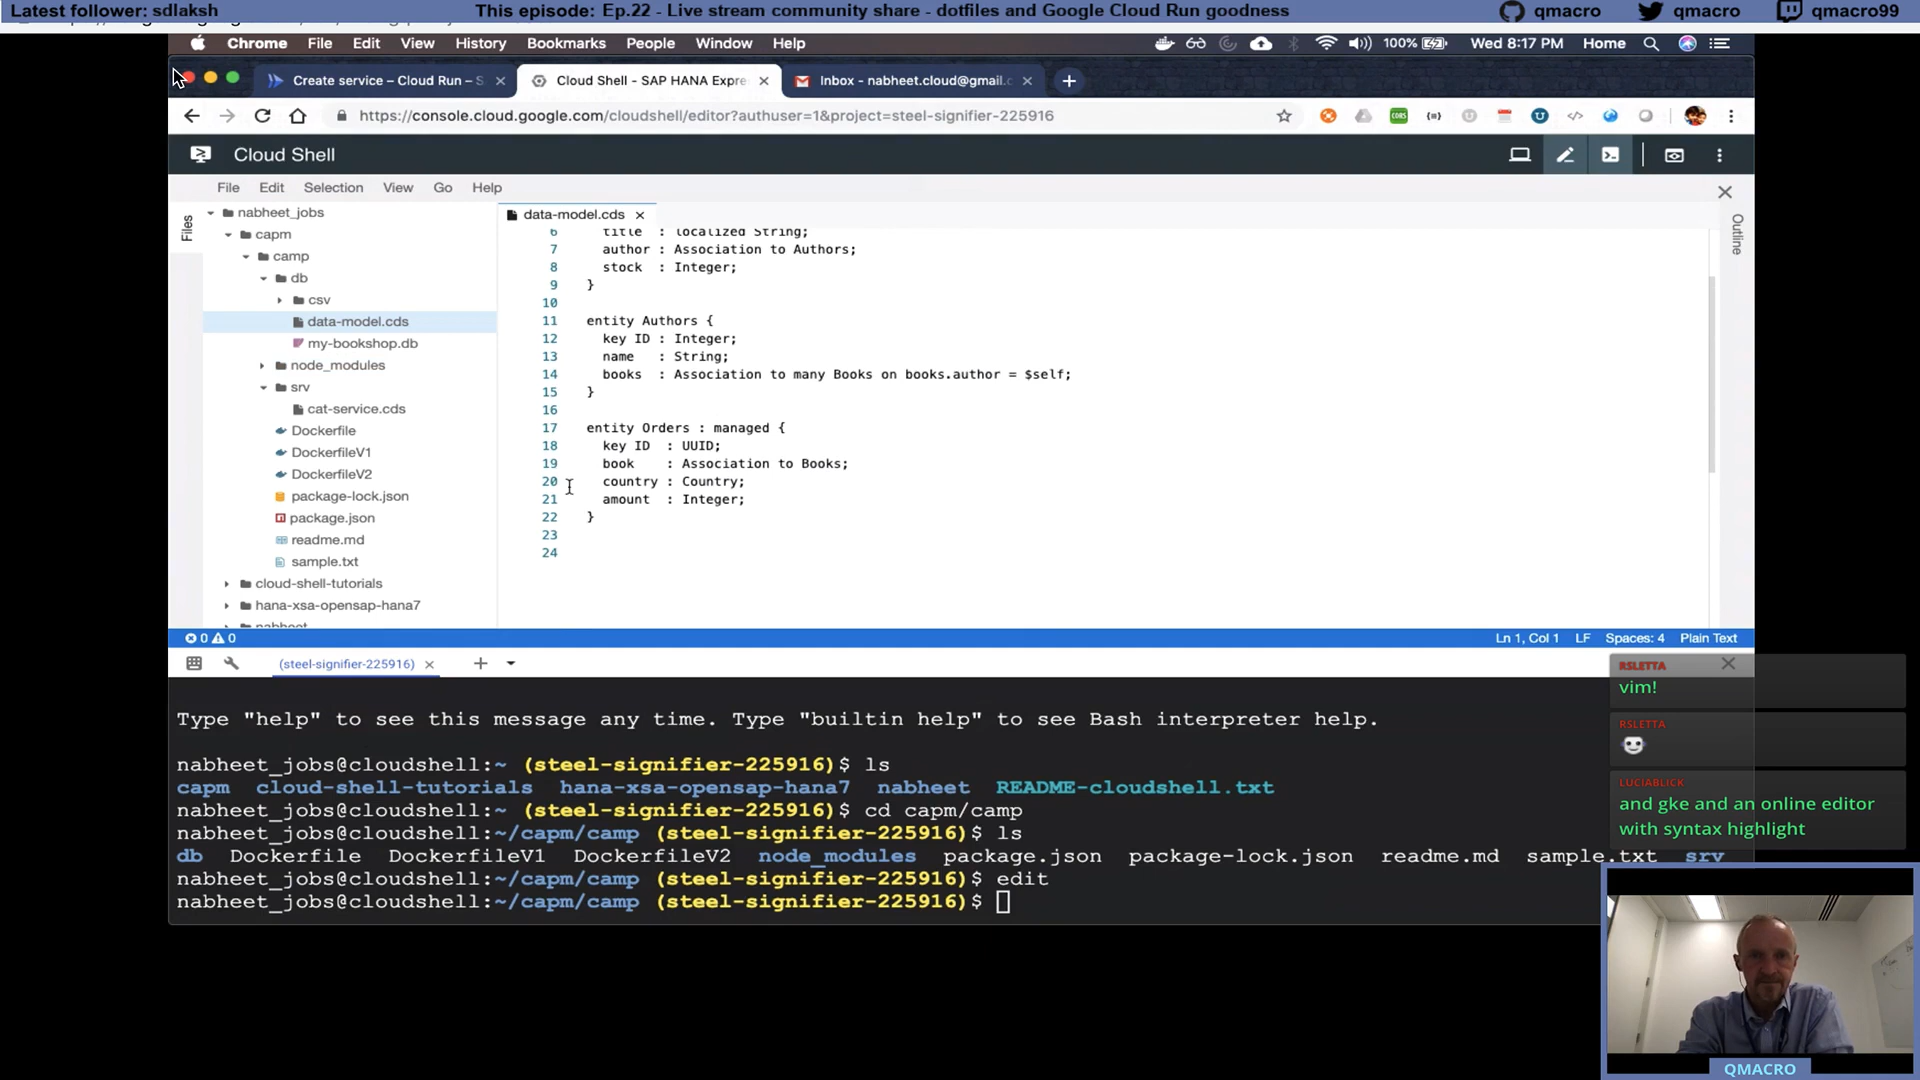 Latest follower: sdlaksh
This episode: Ep.22 - Live stream community share - dotfiles and Google Cloud Run goodness
qmacro
qmacro
qmacro99
Chrome File Edit View History Bookmarks People Window Help
100% Wed 8:17 PM Home
Create service – Cloud Run – S
Cloud Shell - SAP HANA Expre
Inbox - nabheet.cloud@gmail.c
https://console.cloud.google.com/cloudshell/editor?authuser=1&project=steel-signifier-225916
Cloud Shell
File Edit Selection View Go Help
Files
nabheet_jobs
capm
camp
db
csv
data-model.cds
my-bookshop.db
node_modules
srv
cat-service.cds
Dockerfile
DockerfileV1
DockerfileV2
package-lock.json
package.json
readme.md
sample.txt
cloud-shell-tutorials
hana-xsa-opensap-hana7
nabheet
data-model.cds
6 title : localized String;
7 author : Association to Authors;
8 stock : Integer;
9 }
10
11 entity Authors {
12 key ID : Integer;
13 name : String;
14 books : Association to many Books on books.author = $self;
15 }
16
17 entity Orders : managed {
18 key ID : UUID;
19 book : Association to Books;
20 country : Country;
21 amount : Integer;
22 }
23
24
Outline
0 0
Ln 1, Col 1 LF Spaces: 4 Plain Text
(steel-signifier-225916)
Type "help" to see this message any time. Type "builtin help" to see Bash interpreter help.
nabheet_jobs@cloudshell:~ (steel-signifier-225916)$ ls
capm cloud-shell-tutorials hana-xsa-opensap-hana7 nabheet README-cloudshell.txt
nabheet_jobs@cloudshell:~ (steel-signifier-225916)$ cd capm/camp
nabheet_jobs@cloudshell:~/capm/camp (steel-signifier-225916)$ ls
db Dockerfile DockerfileV1 DockerfileV2 node_modules package.json package-lock.json readme.md sample.txt srv
nabheet_jobs@cloudshell:~/capm/camp (steel-signifier-225916)$ edit
nabheet_jobs@cloudshell:~/capm/camp (steel-signifier-225916)$
RSLETTA
vim!
RSLETTA
LUCIABLICK
and gke and an online editor
with syntax highlight
QMACRO